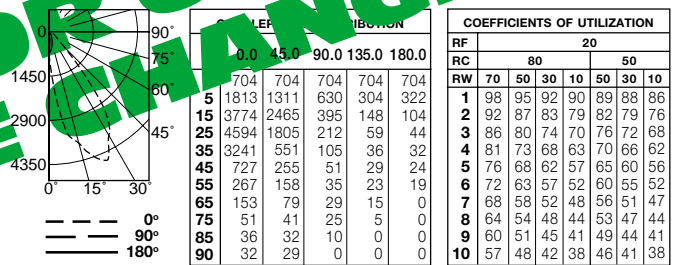 0
1450
2900
4350
90°
75°
60°
45°
0° 15° 30°
0°
90°
180°
0.0 45.0 90.0 135.0 180.0
704 704 704 704 704
5 1813 1311 630 304 322
15 3774 2465 395 148 104
25 4594 1805 212 59 44
35 3241 551 105 36 32
45 727 255 51 29 24
55 267 158 35 23 19
65 153 79 29 15 0
75 51 41 25 5 0
85 36 32 10 0 0
90 32 29 0 0 0
COEFFICIENTS OF UTILIZATION
RF 20
RC 80 50
RW 70 50 30 10 50 30 10
1 98 95 92 90 89 88 86
2 92 87 83 79 82 79 76
3 86 80 74 70 76 72 68
4 81 73 68 63 70 66 62
5 76 68 62 57 65 60 56
6 72 63 57 52 60 55 52
7 68 58 52 48 56 51 47
8 64 54 48 44 53 47 44
9 60 51 45 41 49 44 41
10 57 48 42 38 46 41 38